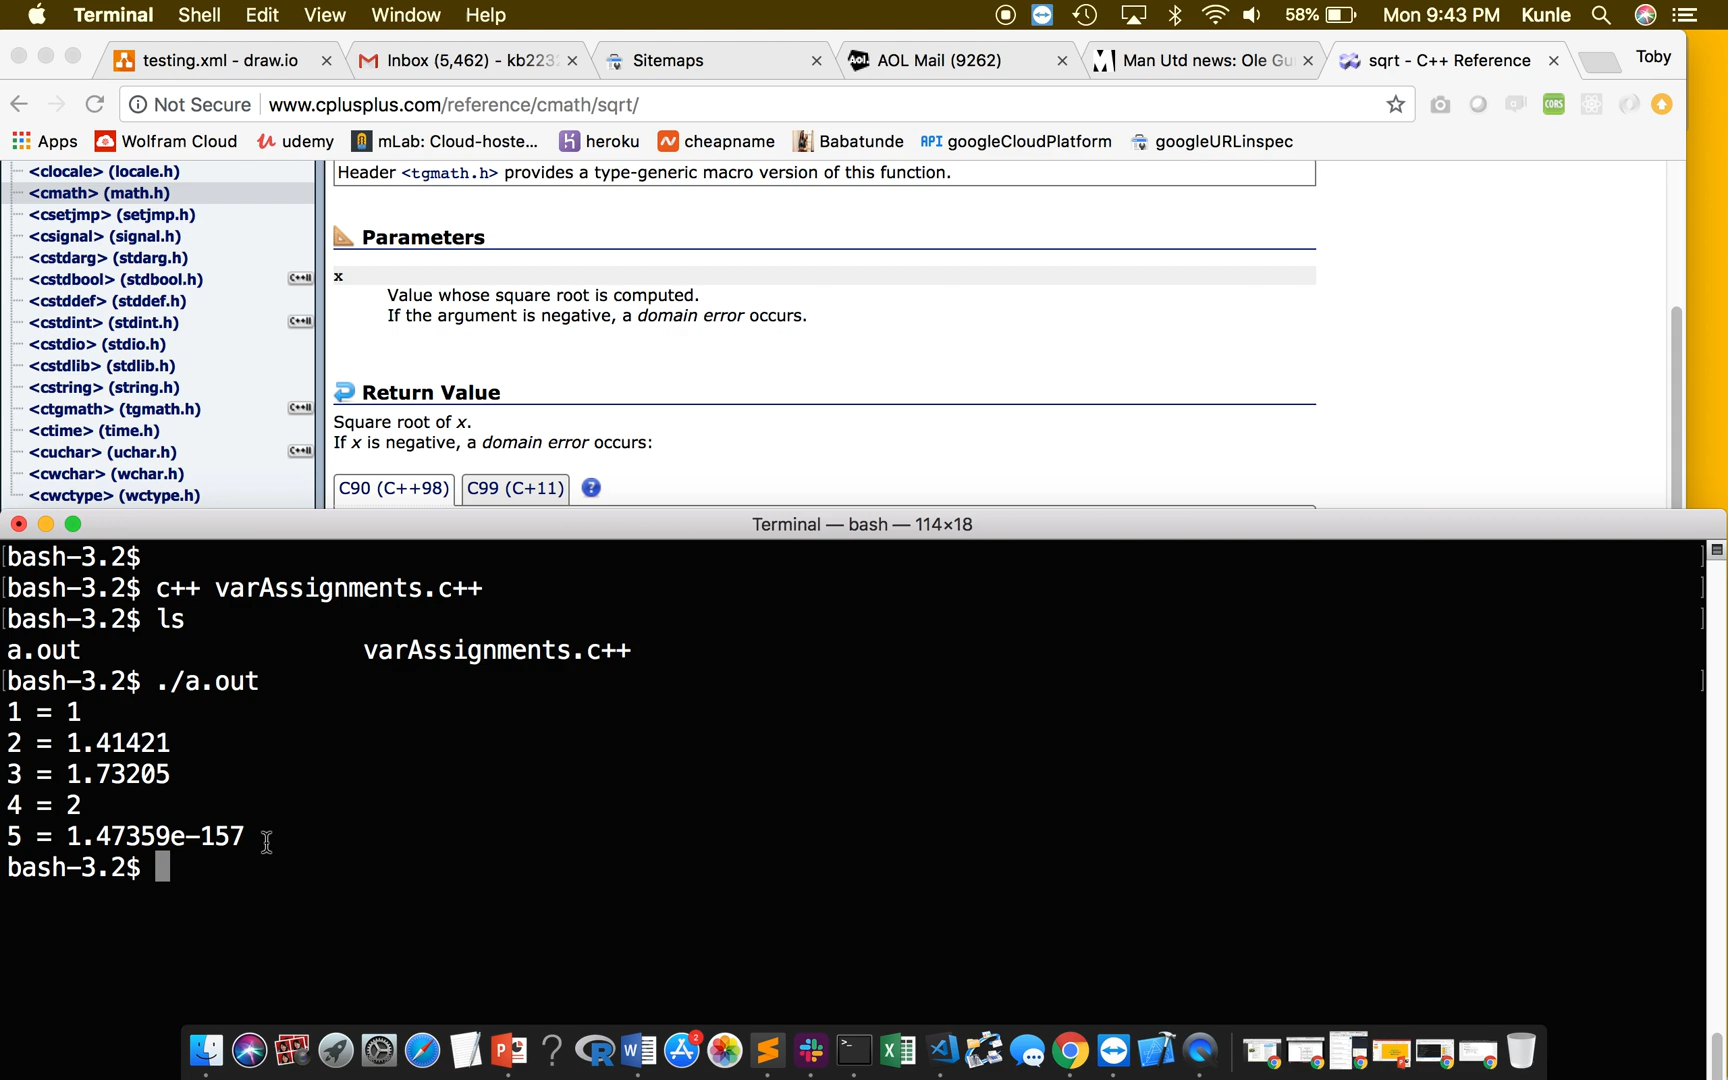 Terminal Shell Edit View Window Help 58% Mon 9:43 PM Kunle
testing.xml - draw.io Inbox (5,462) - kb223 Sitemaps AOL Mail (9262) Man Utd news: Ole Gu sqrt - C++ Reference Toby
Not Secure www.cplusplus.com/reference/cmath/sqrt/ CORS
Apps Wolfram Cloud udemy mLab: Cloud-hoste... heroku cheapname Babatunde API googleCloudPlatform googleURLinspec
<clocale> (locale.h)
<cmath> (math.h)
<csetjmp> (setjmp.h)
<csignal> (signal.h)
<cstdarg> (stdarg.h)
<cstdbool> (stdbool.h)
<cstddef> (stddef.h)
<cstdint> (stdint.h)
<cstdio> (stdio.h)
<cstdlib> (stdlib.h)
<cstring> (string.h)
<ctgmath> (tgmath.h)
<ctime> (time.h)
<cuchar> (uchar.h)
<cwchar> (wchar.h)
<cwctype> (wctype.h)
Header <tgmath.h> provides a type-generic macro version of this function.
Parameters
x
Value whose square root is computed.
If the argument is negative, a domain error occurs.
Return Value
Square root of x.
If x is negative, a domain error occurs:
C90 (C++98) C99 (C++11) ?
Terminal — bash — 114×18
bash-3.2$
bash-3.2$ c++ varAssignments.c++
bash-3.2$ ls
a.out varAssignments.c++
bash-3.2$ ./a.out
1 = 1
2 = 1.41421
3 = 1.73205
4 = 2
5 = 1.47359e-157
bash-3.2$